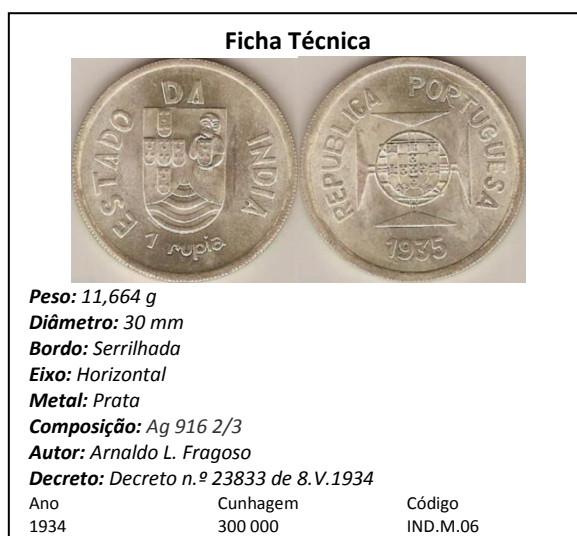 Ficha Técnica
ESTADO DA INDIA
1 rupia
REPUBLICA PORTUGUESA
1935
Peso: 11,664 g
Diâmetro: 30 mm
Bordo: Serrilhada
Eixo: Horizontal
Metal: Prata
Composição: Ag 916 2/3
Autor: Arnaldo L. Fragoso
Decreto: Decreto n.º 23833 de 8.V.1934
Ano Cunhagem Código
1934 300 000 IND.M.06